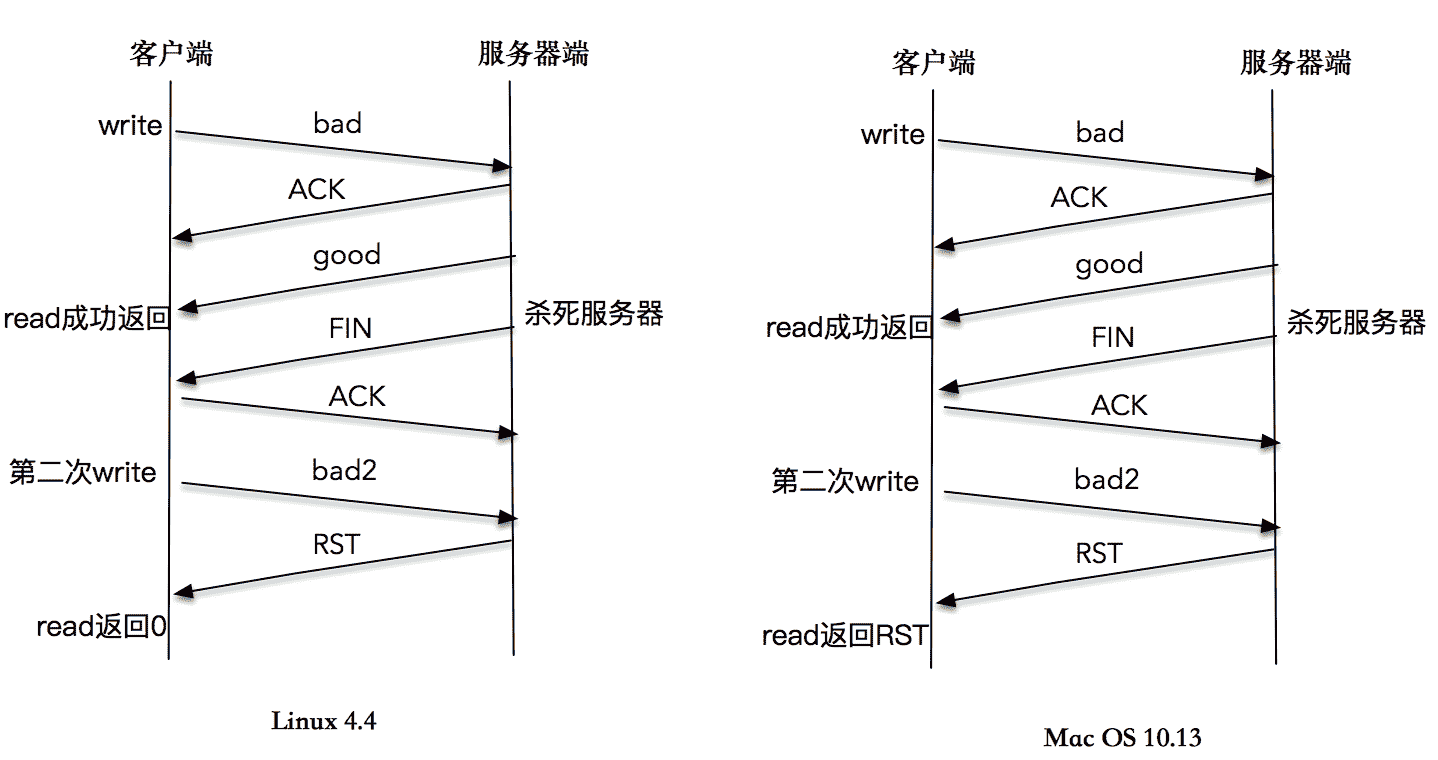 客户端
服务器端
write
bad
ACK
good
read成功返回
杀死服务器
FIN
ACK
第二次write
bad2
RST
read返回0
Linux 4.4
客户端
服务器端
write
bad
ACK
good
read成功返回
杀死服务器
FIN
ACK
第二次write
bad2
RST
read返回RST
Mac OS 10.13